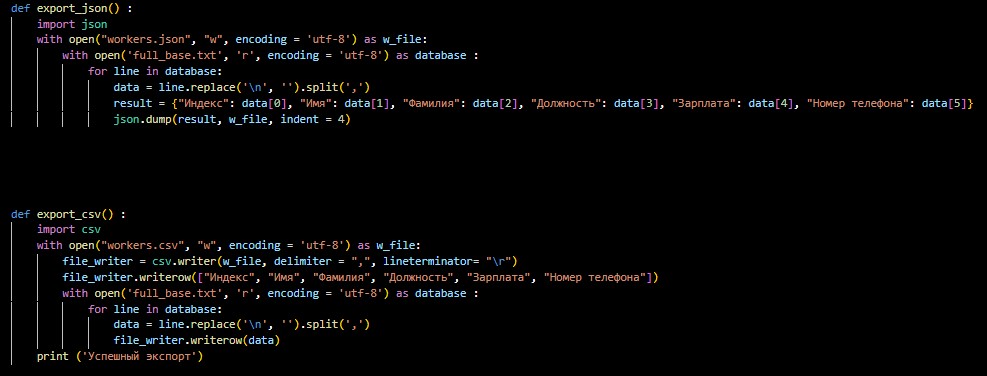 def export_json() :
    import json
    with open("workers.json", "w", encoding = 'utf-8') as w_file:
        with open('full_base.txt', 'r', encoding = 'utf-8') as database :
            for line in database:
                data = line.replace('\n', '').split(',')
                result = {"Индекс": data[0], "Имя": data[1], "Фамилия": data[2], "Должность": data[3], "Зарплата": data[4], "Номер телефона": data[5]}
                json.dump(result, w_file, indent = 4)
def export_csv() :
    import csv
    with open("workers.csv", "w", encoding = 'utf-8') as w_file:
        file_writer = csv.writer(w_file, delimiter = ",", lineterminator= "\r")
        file_writer.writerow(["Индекс", "Имя", "Фамилия", "Должность", "Зарплата", "Номер телефона"])
        with open('full_base.txt', 'r', encoding = 'utf-8') as database :
            for line in database:
                data = line.replace('\n', '').split(',')
                file_writer.writerow(data)
    print ('Успешный экспорт')